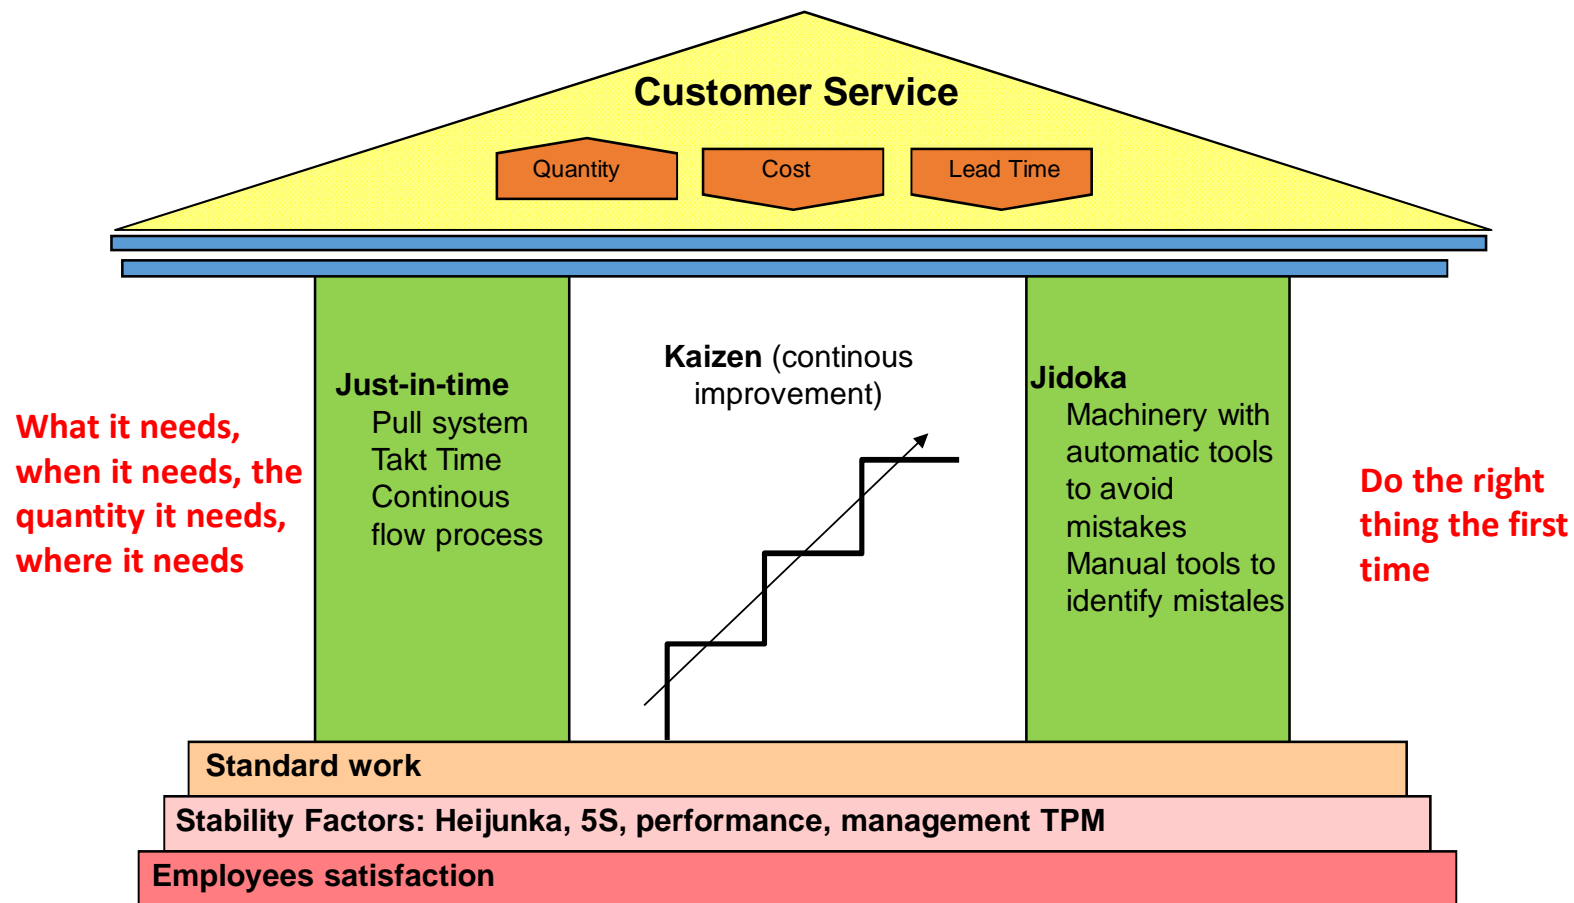 Customer Service
Quantity
Cost
Lead Time
What it needs,
when it needs, the
quantity it needs,
where it needs
Just-in-time
Pull system
Takt Time
Continous
flow process
Kaizen (continous
improvement)
Jidoka
Machinery with
automatic tools
to avoid
mistakes
Manual tools to
identify mistales
Do the right
thing the first
time
Standard work
Stability Factors: Heijunka, 5S, performance, management TPM
Employees satisfaction